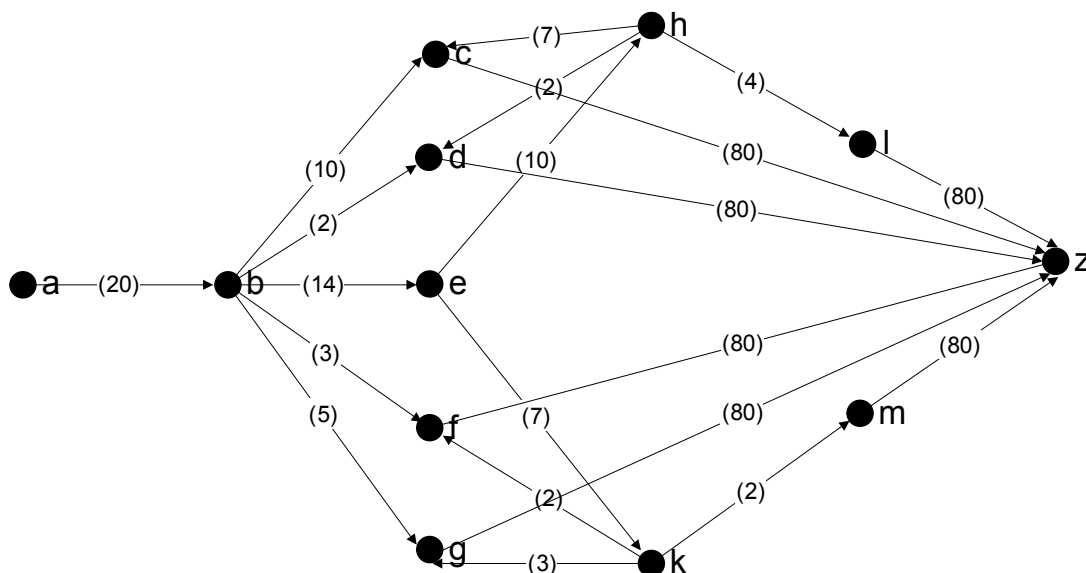 h
(7)
c
(4)
(2)
l
(80)
d
(10)
(10)
(80)
(80)
(2)
z
a
(20)
b
(14)
e
(3)
(80)
(80)
(5)
(7)
(80)
m
f
(2)
(2)
g
(3)
k